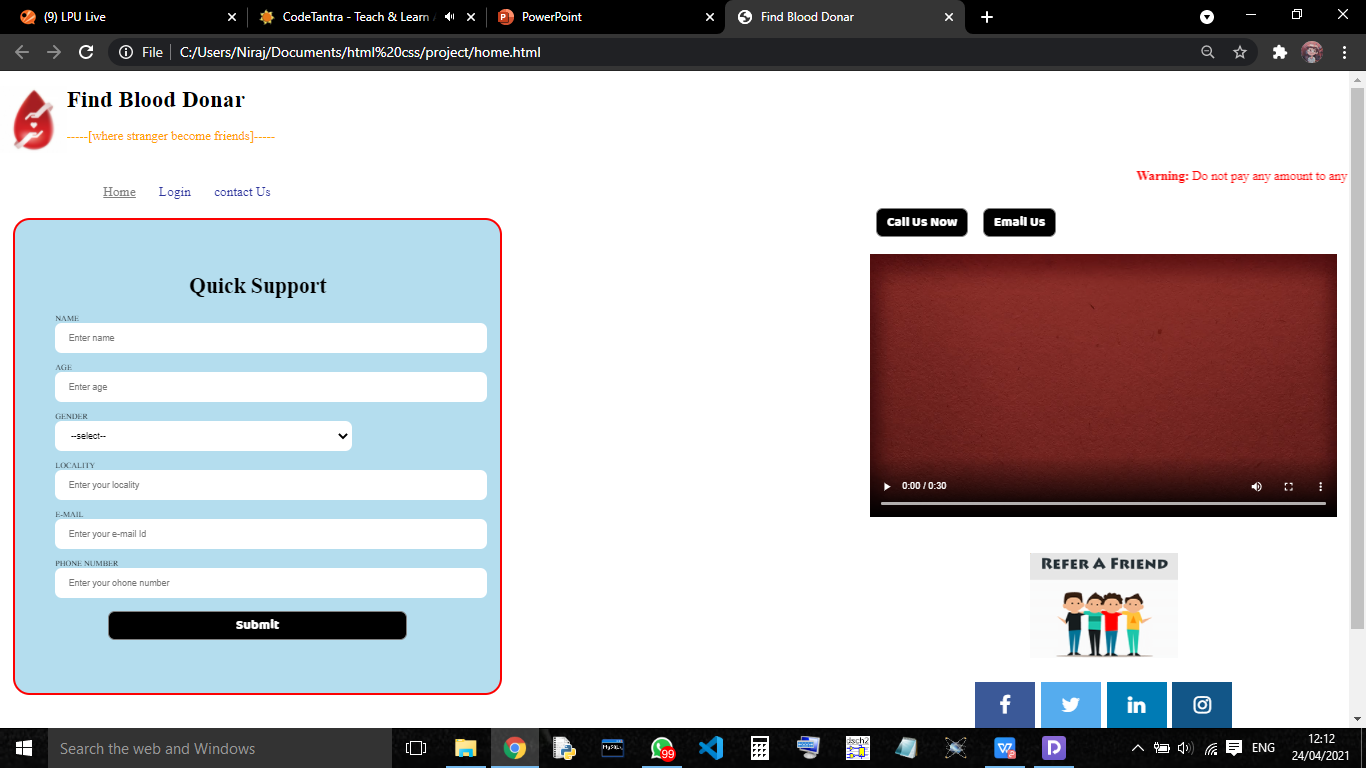 (9) LPU Live
CodeTantra - Teach & Learn
PowerPoint
Find Blood Donar
File
C:/Users/Niraj/Documents/html%20css/project/home.html
Find Blood Donar
-----[where stranger become friends]-----
Warning: Do not pay any amount to any
Home Login contact Us
Call Us Now Email Us
Quick Support
NAME
Enter name
AGE
Enter age
GENDER
--select--
LOCALITY
Enter your locality
E-MAIL
Enter your e-mail Id
PHONE NUMBER
Enter your ohone number
Submit
0:00 / 0:30
REFER A FRIEND
f
in
Search the web and Windows
MySQL
99
dsch2
ENG
12:12
24/04/2021